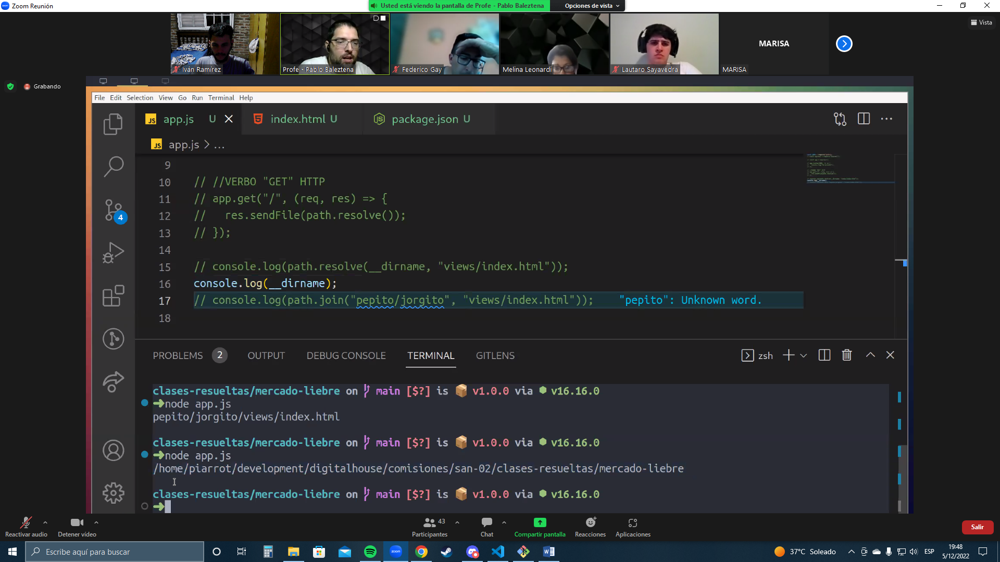 Zoom Reunión
Usted está viendo la pantalla de Profe - Pablo Baleztena
Opciones de vista
Iván Ramírez
Profe - Pablo Baleztena
Federico Gay
Melina Leonardi
Lautaro Sayavedra
MARISA
MARISA
Vista
Grabando
File Edit Selection View Go Run Terminal Help
JS app.js U
index.html U
package.json U
JS app.js > ...
9
10 // //VERBO "GET" HTTP
11 // app.get("/", (req, res) => {
12 //   res.sendFile(path.resolve());
13 // });
14
15 // console.log(path.resolve(__dirname, "views/index.html"));
16 console.log(__dirname);
17 // console.log(path.join("pepito/jorgito", "views/index.html")); "pepito": Unknown word.
18
4
PROBLEMS 2 OUTPUT DEBUG CONSOLE TERMINAL GITLENS
zsh
clases-resueltas/mercado-liebre on main [$?] is 📦 v1.0.0 via v16.16.0
➜node app.js
pepito/jorgito/views/index.html
clases-resueltas/mercado-liebre on main [$?] is 📦 v1.0.0 via v16.16.0
➜node app.js
/home/piarrot/development/digitalhouse/comisiones/san-02/clases-resueltas/mercado-liebre
clases-resueltas/mercado-liebre on main [$?] is 📦 v1.0.0 via v16.16.0
➜
Reactivar audio
Detener vídeo
Participantes 43
Chat
Compartir pantalla
Reacciones
Aplicaciones
Salir
Escribe aquí para buscar
zoom
37°C Soleado
ESP
19:48
5/12/2022